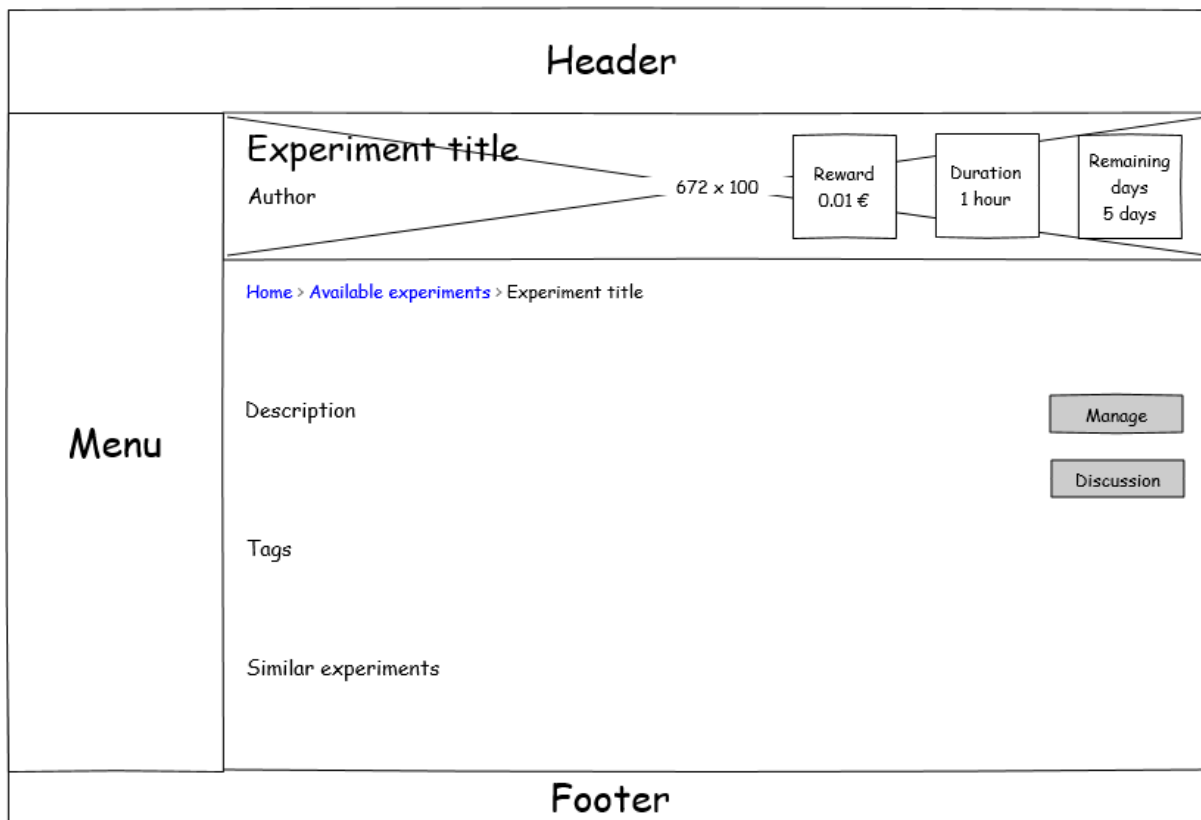 Header
Experiment title
Author
672 x 100
Reward
0.01 €
Duration
1 hour
Remaining
days
5 days
Home > Available experiments > Experiment title
Menu
Description
Manage
Discussion
Tags
Similar experiments
Footer